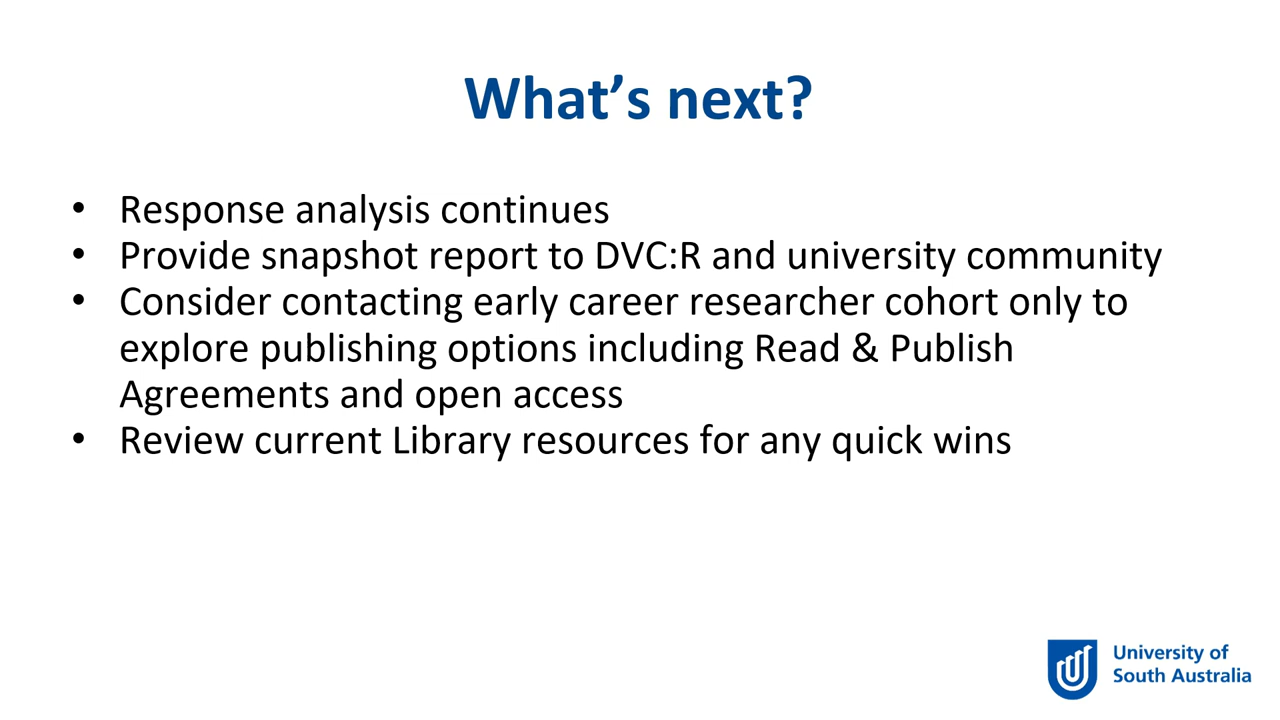 What’s next?
• Response analysis continues
• Provide snapshot report to DVC:R and university community
• Consider contacting early career researcher cohort only to
explore publishing options including Read & Publish
Agreements and open access
• Review current Library resources for any quick wins
University of
South Australia